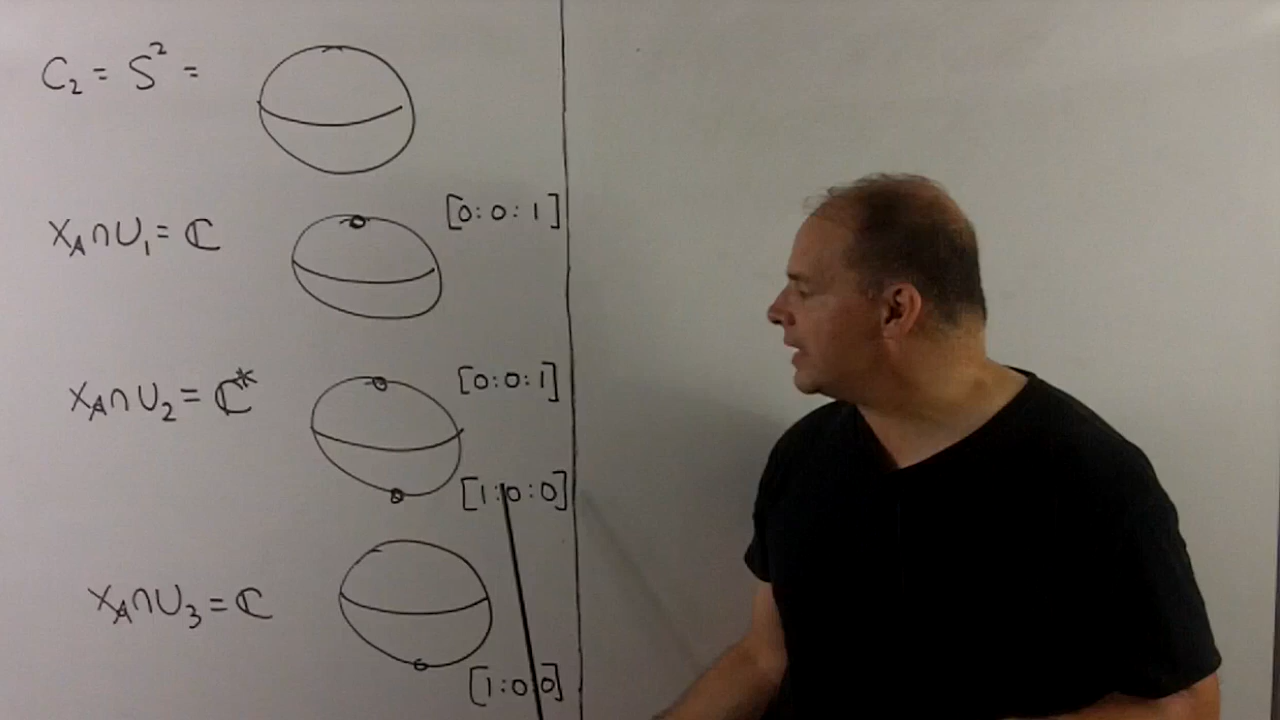 C₂ = S² =
X_A ∩ U₁ = ℂ [0:0:1]
X_A ∩ U₂ = ℂ* [0:0:1]
[1:0:0]
X_A ∩ U₃ = ℂ
[1:0:0]